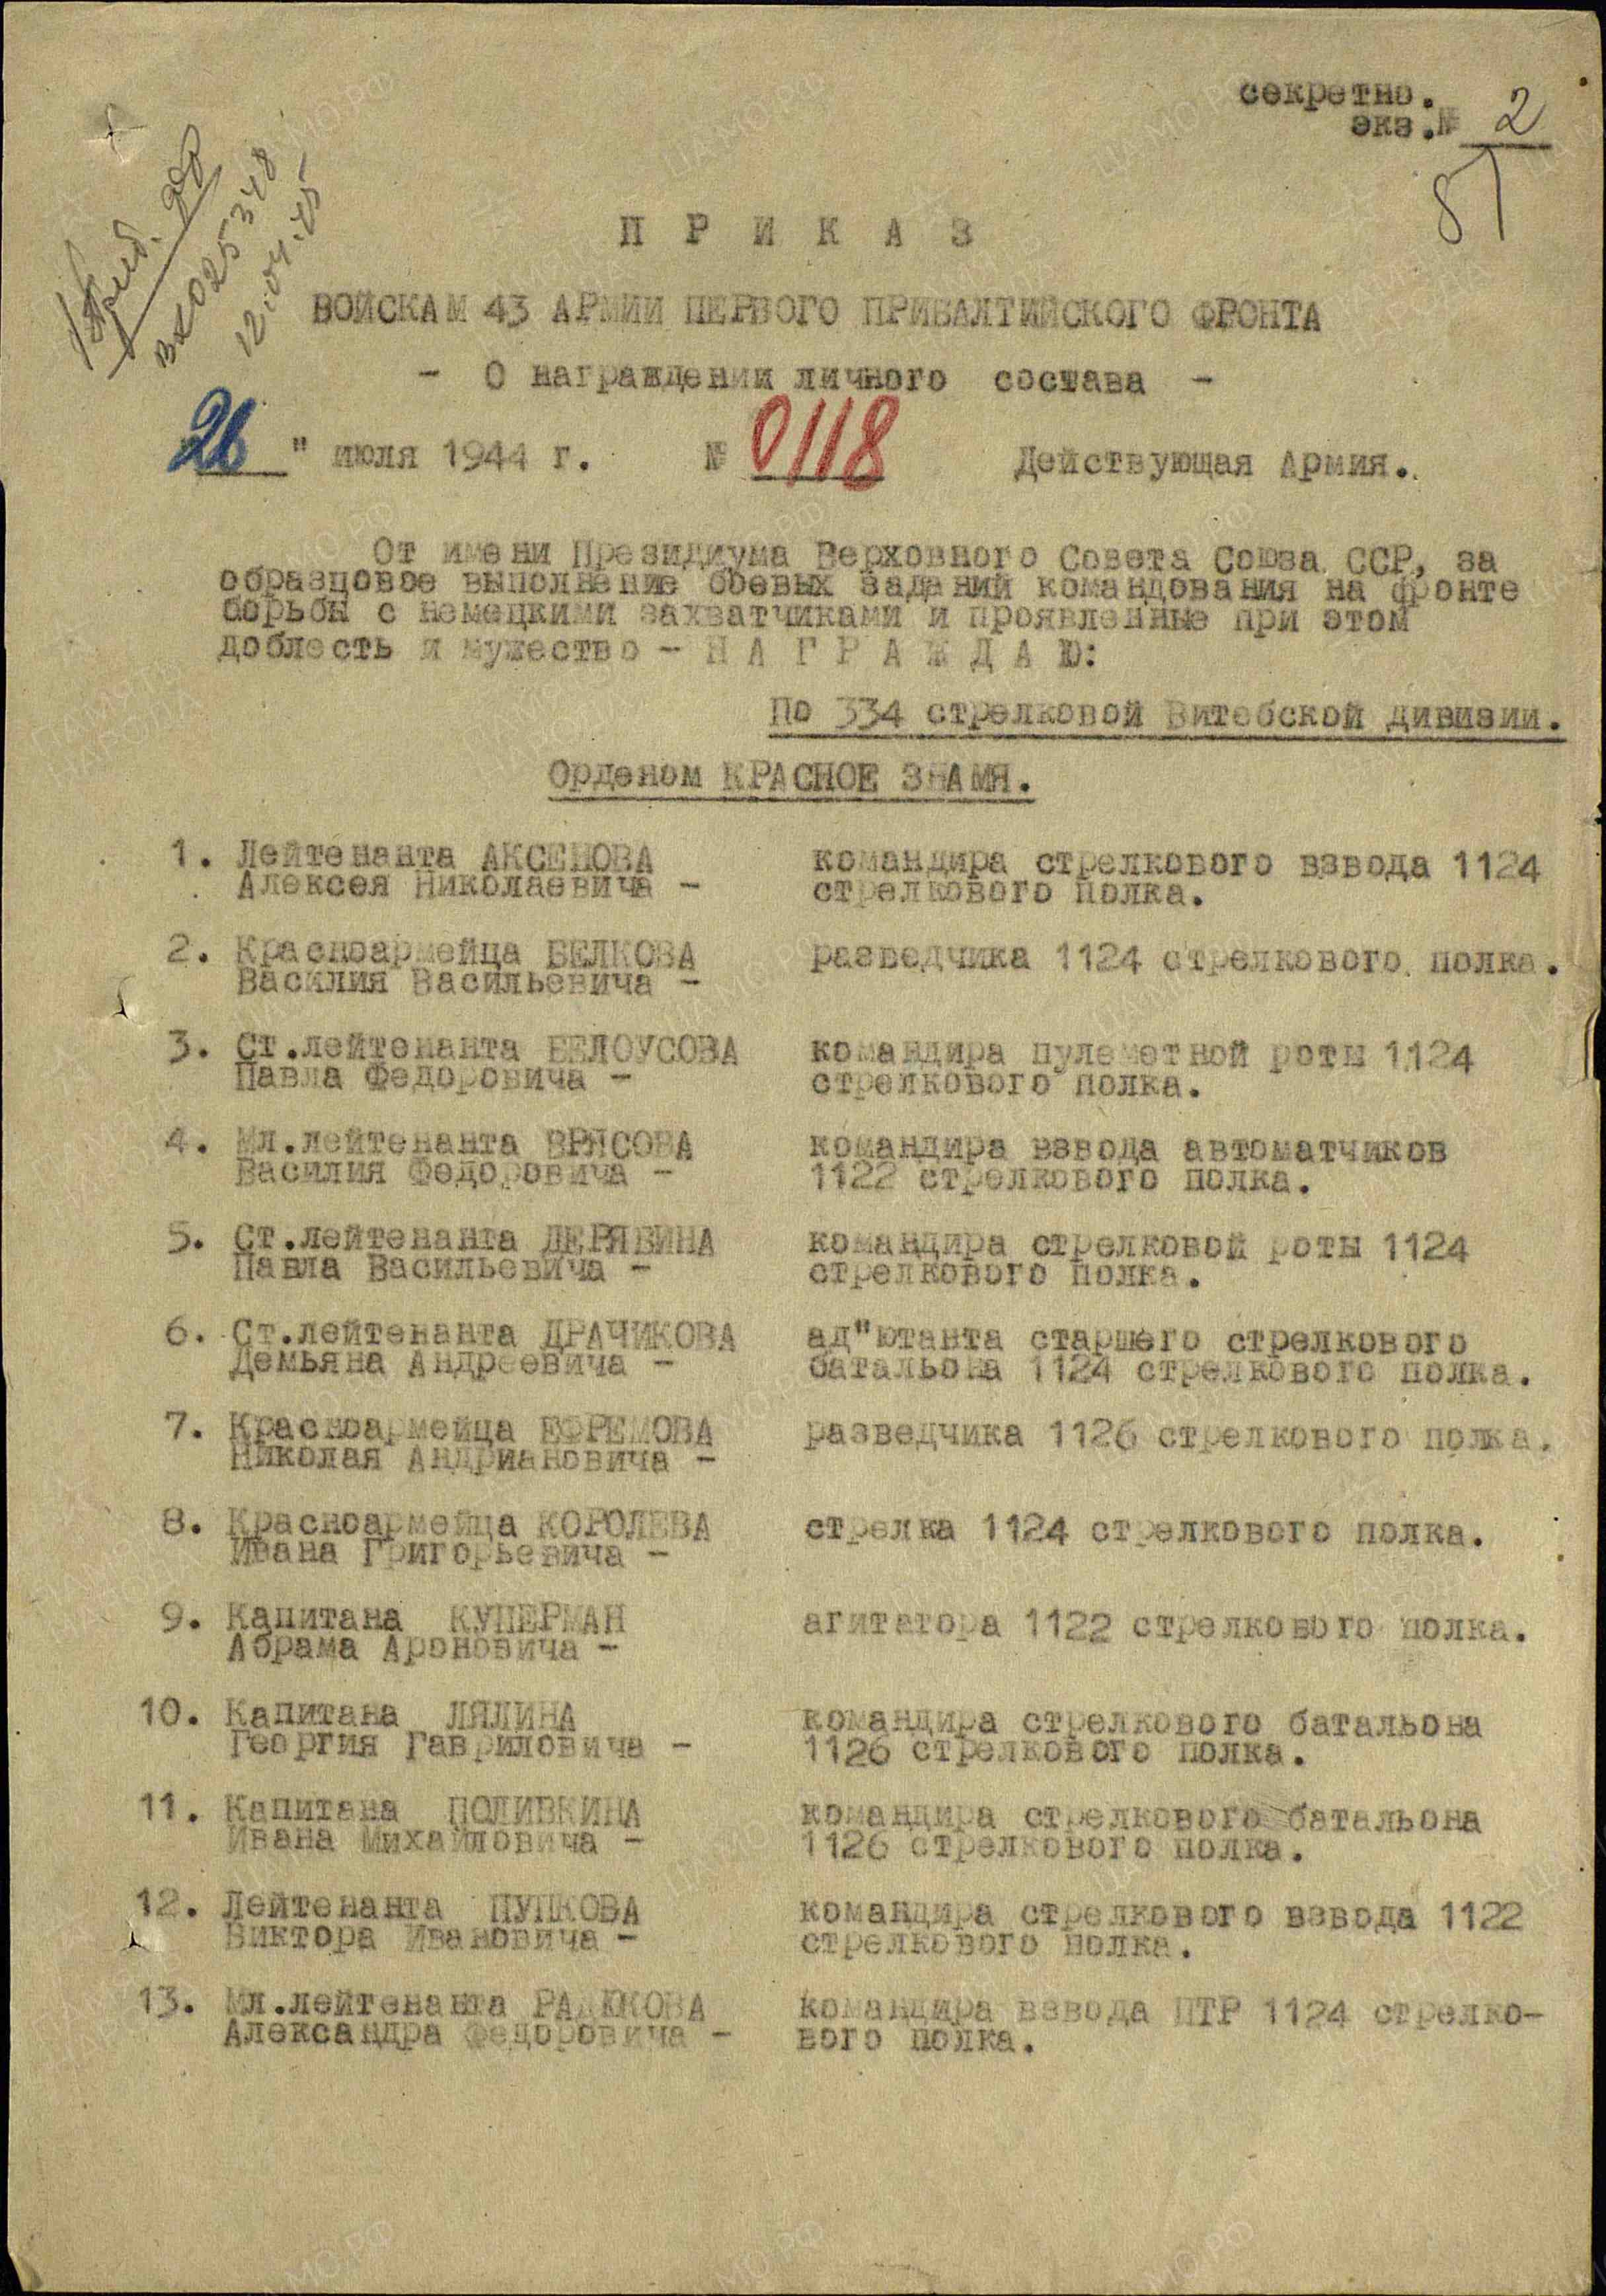 секретно.
экз.№ 2
81
1 Приб. фр
вх 025348
12.04.45
П Р И К А З
ВОЙСКАМ 43 АРМИИ ПЕРВОГО ПРИБАЛТИЙСКОГО ФРОНТА
- О награждении личного состава -
26 " июля 1944 г. № 0118 Действующая Армия.
От имени Президиума Верховного Совета Союза ССР, за
образцовое выполнение боевых заданий командования на фронте
борьбы с немецкими захватчиками и проявленные при этом
доблесть и мужество - Н А Г Р А Ж Д А Ю:
По 334 стрелковой Витебской дивизии.
Орденом КРАСНОЕ ЗНАМЯ.
1. Лейтенанта АКСЕНОВА командира стрелкового взвода 1124
Алексея Николаевича - стрелкового полка.
2. Красноармейца БЕЛКОВА разведчика 1124 стрелкового полка.
Василия Васильевича -
3. Ст.лейтенанта БЕЛОУСОВА командира пулеметной роты 1124
Павла Федоровича - стрелкового полка.
4. Мл.лейтенанта ВРЯСОВА командира взвода автоматчиков
Василия Федоровича - 1122 стрелкового полка.
5. Ст.лейтенанта ДЕРЯБИНА командира стрелковой роты 1124
Павла Васильевича - стрелкового полка.
6. Ст.лейтенанта ДРАЧИКОВА ад"ютанта старшего стрелкового
Демьяна Андреевича - батальона 1124 стрелкового полка.
7. Красноармейца ЕФРЕМОВА разведчика 1126 стрелкового полка.
Николая Андриановича -
8. Красноармейца КОРОЛЕВА стрелка 1124 стрелкового полка.
Ивана Григорьевича -
9. Капитана КУПЕРМАН агитатора 1122 стрелкового полка.
Абрама Ароновича -
10. Капитана ЛЯЛИНА командира стрелкового батальона
Георгия Гавриловича - 1126 стрелкового полка.
11. Капитана ПОЛИВКИНА командира стрелкового батальона
Ивана Михайловича - 1126 стрелкового полка.
12. Лейтенанта ПУПКОВА командира стрелкового взвода 1122
Виктора Ивановича - стрелкового полка.
13. Мл.лейтенанта РАДЮКОВА командира взвода ПТР 1124 стрелко-
Александра Федоровича - вого полка.